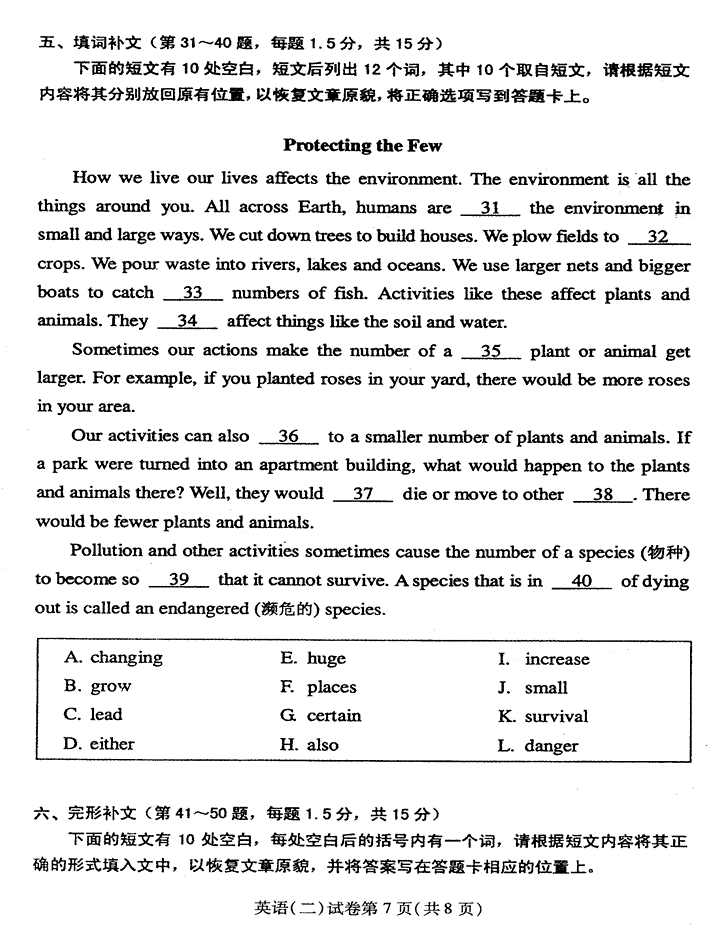 五、填词补文（第31～40题，每题1.5分，共15分）
下面的短文有10处空白，短文后列出12个词，其中10个取自短文，请根据短文
内容将其分别放回原有位置，以恢复文章原貌，将正确选项写到答题卡上。
Protecting the Few
How we live our lives affects the environment. The environment is all the
things around you. All across Earth, humans are 31 the environment in
small and large ways. We cut down trees to build houses. We plow fields to 32
crops. We pour waste into rivers, lakes and oceans. We use larger nets and bigger
boats to catch 33 numbers of fish. Activities like these affect plants and
animals. They 34 affect things like the soil and water.
Sometimes our actions make the number of a 35 plant or animal get
larger. For example, if you planted roses in your yard, there would be more roses
in your area.
Our activities can also 36 to a smaller number of plants and animals. If
a park were turned into an apartment building, what would happen to the plants
and animals there? Well, they would 37 die or move to other 38. There
would be fewer plants and animals.
Pollution and other activities sometimes cause the number of a species (物种)
to become so 39 that it cannot survive. A species that is in 40 of dying
out is called an endangered (濒危的) species.
A. changing E. huge I. increase
B. grow F. places J. small
C. lead G. certain K. survival
D. either H. also L. danger
六、完形补文（第41～50题，每题1.5分，共15分）
下面的短文有10处空白，每处空白后的括号内有一个词，请根据短文内容将其正
确的形式填入文中，以恢复文章原貌，并将答案写在答题卡相应的位置上。
英语(二)试卷第7页(共8页)